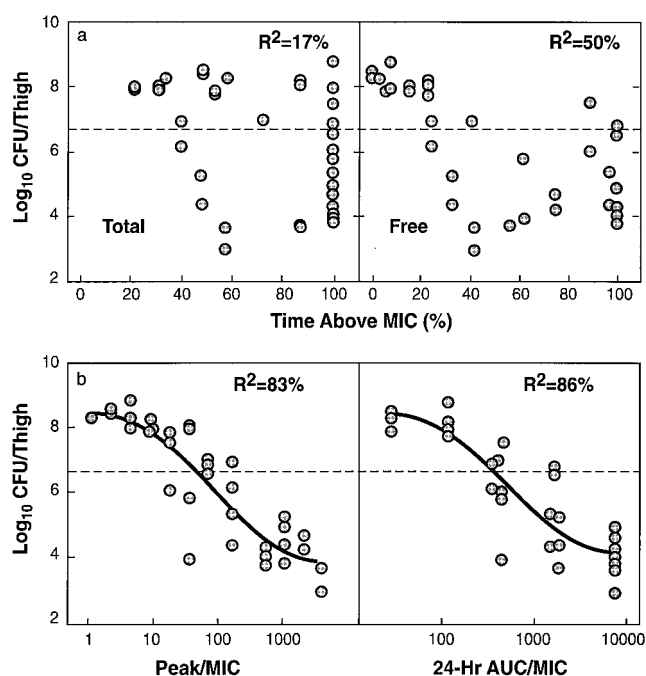 a
R²=17%
R²=50%
10
8
6
4
2
Log₁₀ CFU/Thigh
Total
Free
0 20 40 60 80 100
0 20 40 60 80 100
Time Above MIC (%)
b
R²=83%
R²=86%
10
8
6
4
2
Log₁₀ CFU/Thigh
1 10 100 1000
100 1000 10000
Peak/MIC
24-Hr AUC/MIC